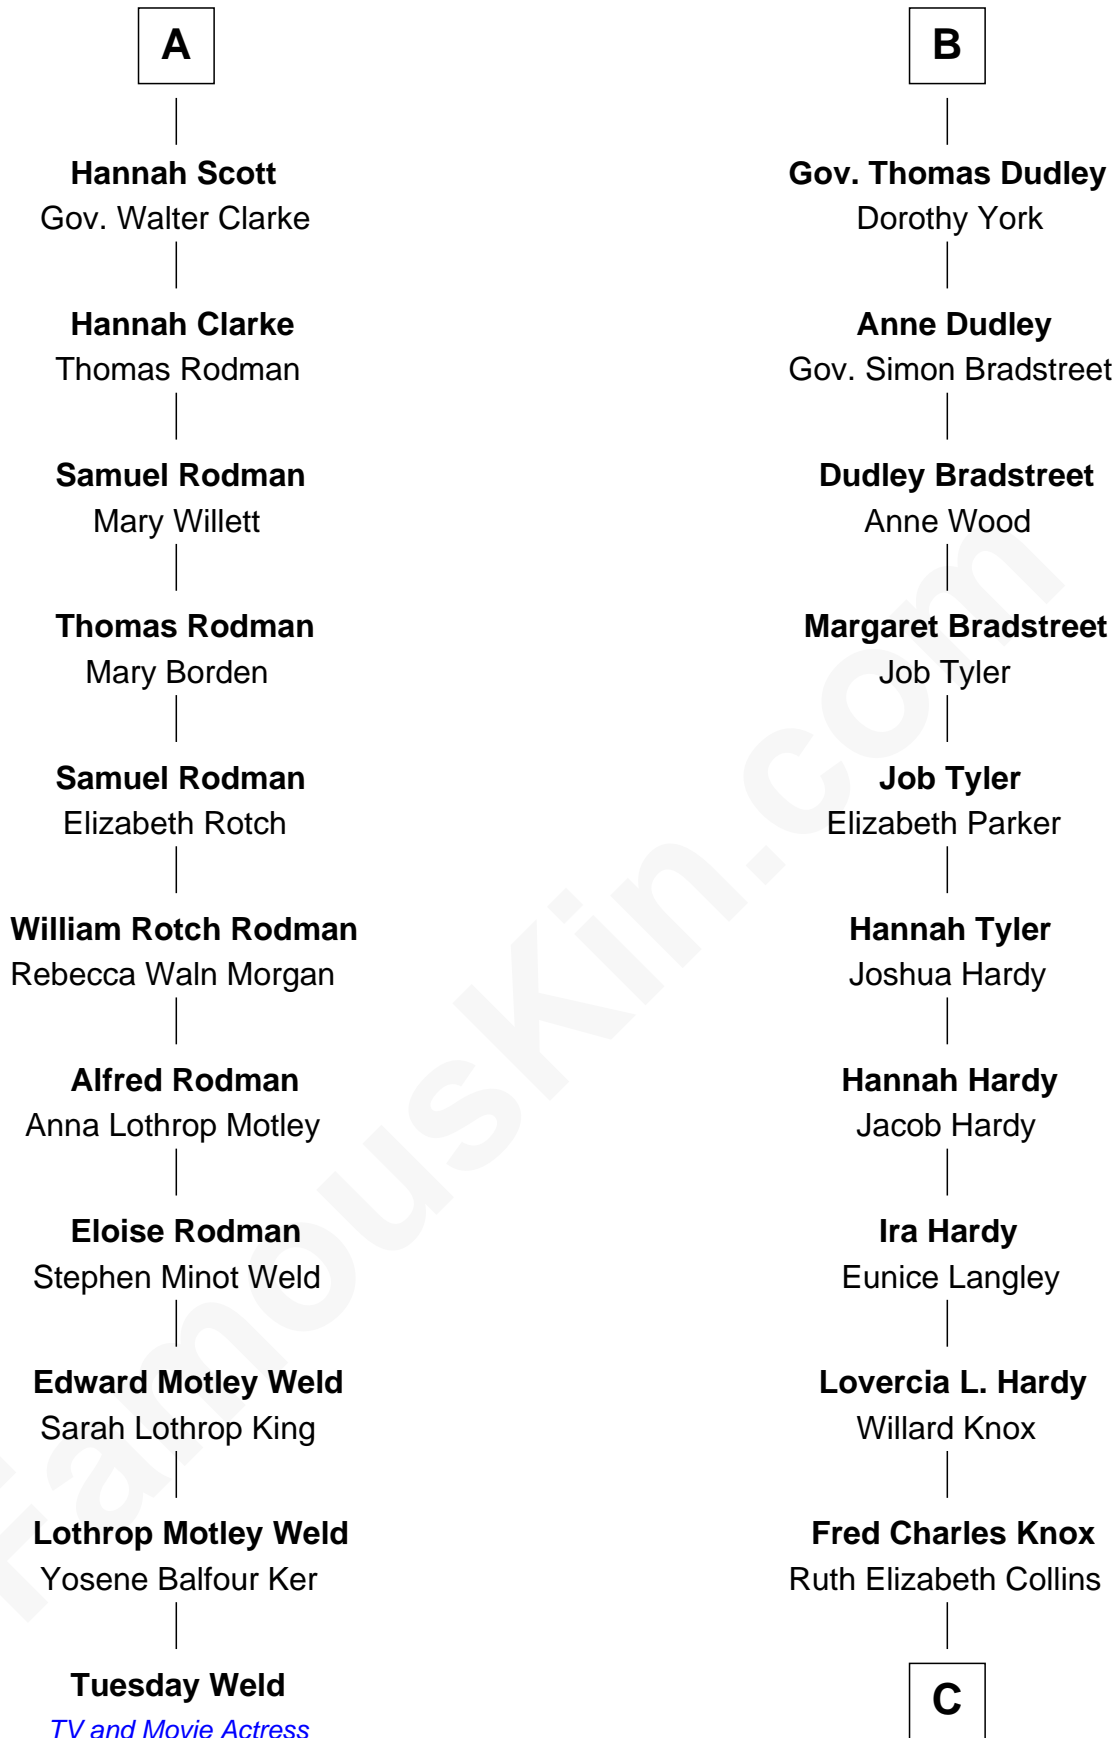 A
Hannah Scott
Gov. Walter Clarke
Hannah Clarke
Thomas Rodman
Samuel Rodman
Mary Willett
Thomas Rodman
Mary Borden
Samuel Rodman
Elizabeth Rotch
William Rotch Rodman
Rebecca Waln Morgan
Alfred Rodman
Anna Lothrop Motley
Eloise Rodman
Stephen Minot Weld
Edward Motley Weld
Sarah Lothrop King
Lothrop Motley Weld
Yosene Balfour Ker
Tuesday Weld
TV and Movie Actress
B
Gov. Thomas Dudley
Dorothy York
Anne Dudley
Gov. Simon Bradstreet
Dudley Bradstreet
Anne Wood
Margaret Bradstreet
Job Tyler
Job Tyler
Elizabeth Parker
Hannah Tyler
Joshua Hardy
Hannah Hardy
Jacob Hardy
Ira Hardy
Eunice Langley
Lovercia L. Hardy
Willard Knox
Fred Charles Knox
Ruth Elizabeth Collins
C
FamousKin.com